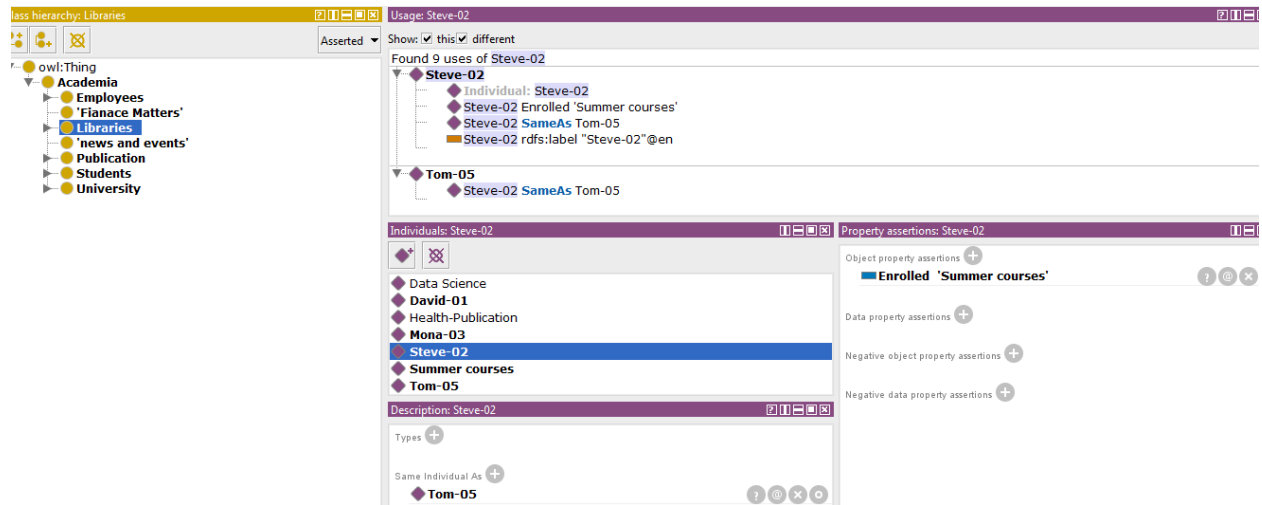 lass hierarchy: Libraries
Asserted
owl:Thing
Academia
Employees
'Fianace Matters'
Libraries
'news and events'
Publication
Students
University
Usage: Steve-02
Show: this different
Found 9 uses of Steve-02
Steve-02
Individual: Steve-02
Steve-02 Enrolled 'Summer courses'
Steve-02 SameAs Tom-05
Steve-02 rdfs:label "Steve-02"@en
Tom-05
Steve-02 SameAs Tom-05
Individuals: Steve-02
Data Science
David-01
Health-Publication
Mona-03
Steve-02
Summer courses
Tom-05
Description: Steve-02
Types
Same Individual As
Tom-05
Property assertions: Steve-02
Object property assertions
Enrolled 'Summer courses'
Data property assertions
Negative object property assertions
Negative data property assertions